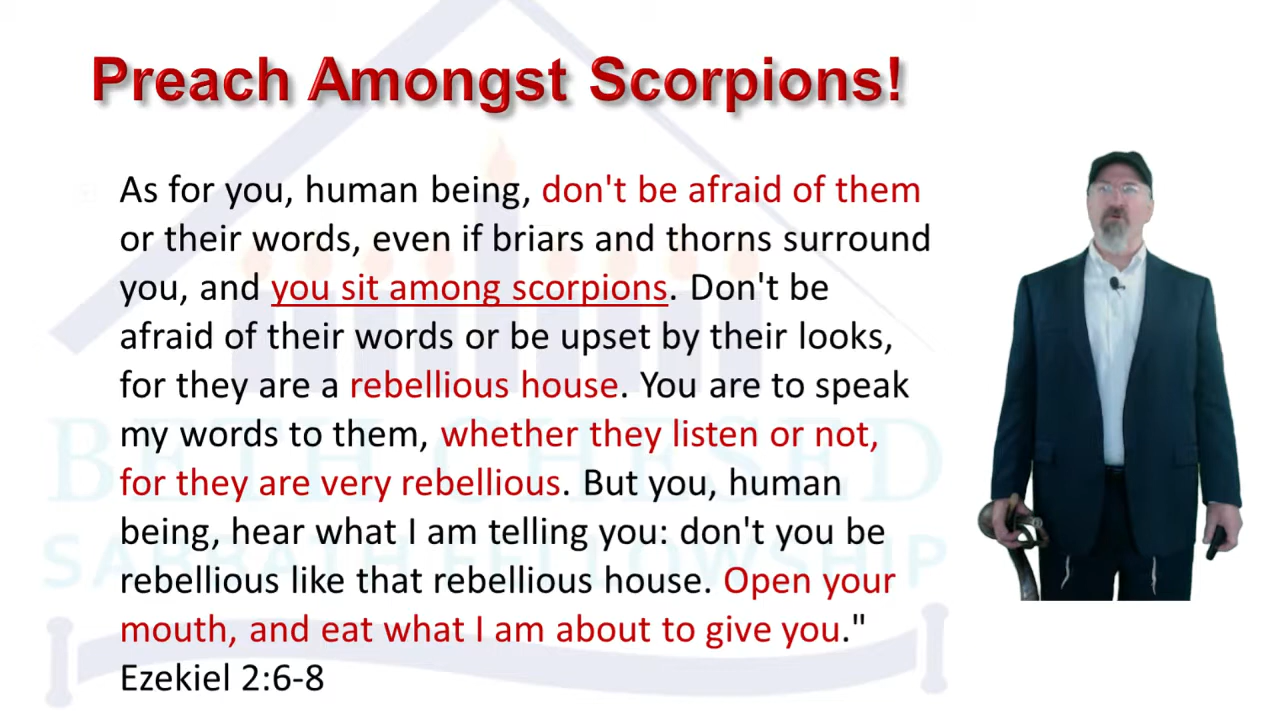 Preach Amongst Scorpions!
As for you, human being, don't be afraid of them
or their words, even if briars and thorns surround
you, and you sit among scorpions. Don't be
afraid of their words or be upset by their looks,
for they are a rebellious house. You are to speak
my words to them, whether they listen or not,
for they are very rebellious. But you, human
being, hear what I am telling you: don't you be
rebellious like that rebellious house. Open your
mouth, and eat what I am about to give you."
Ezekiel 2:6-8
BETH CHESED
SABBATH FELLOWSHIP